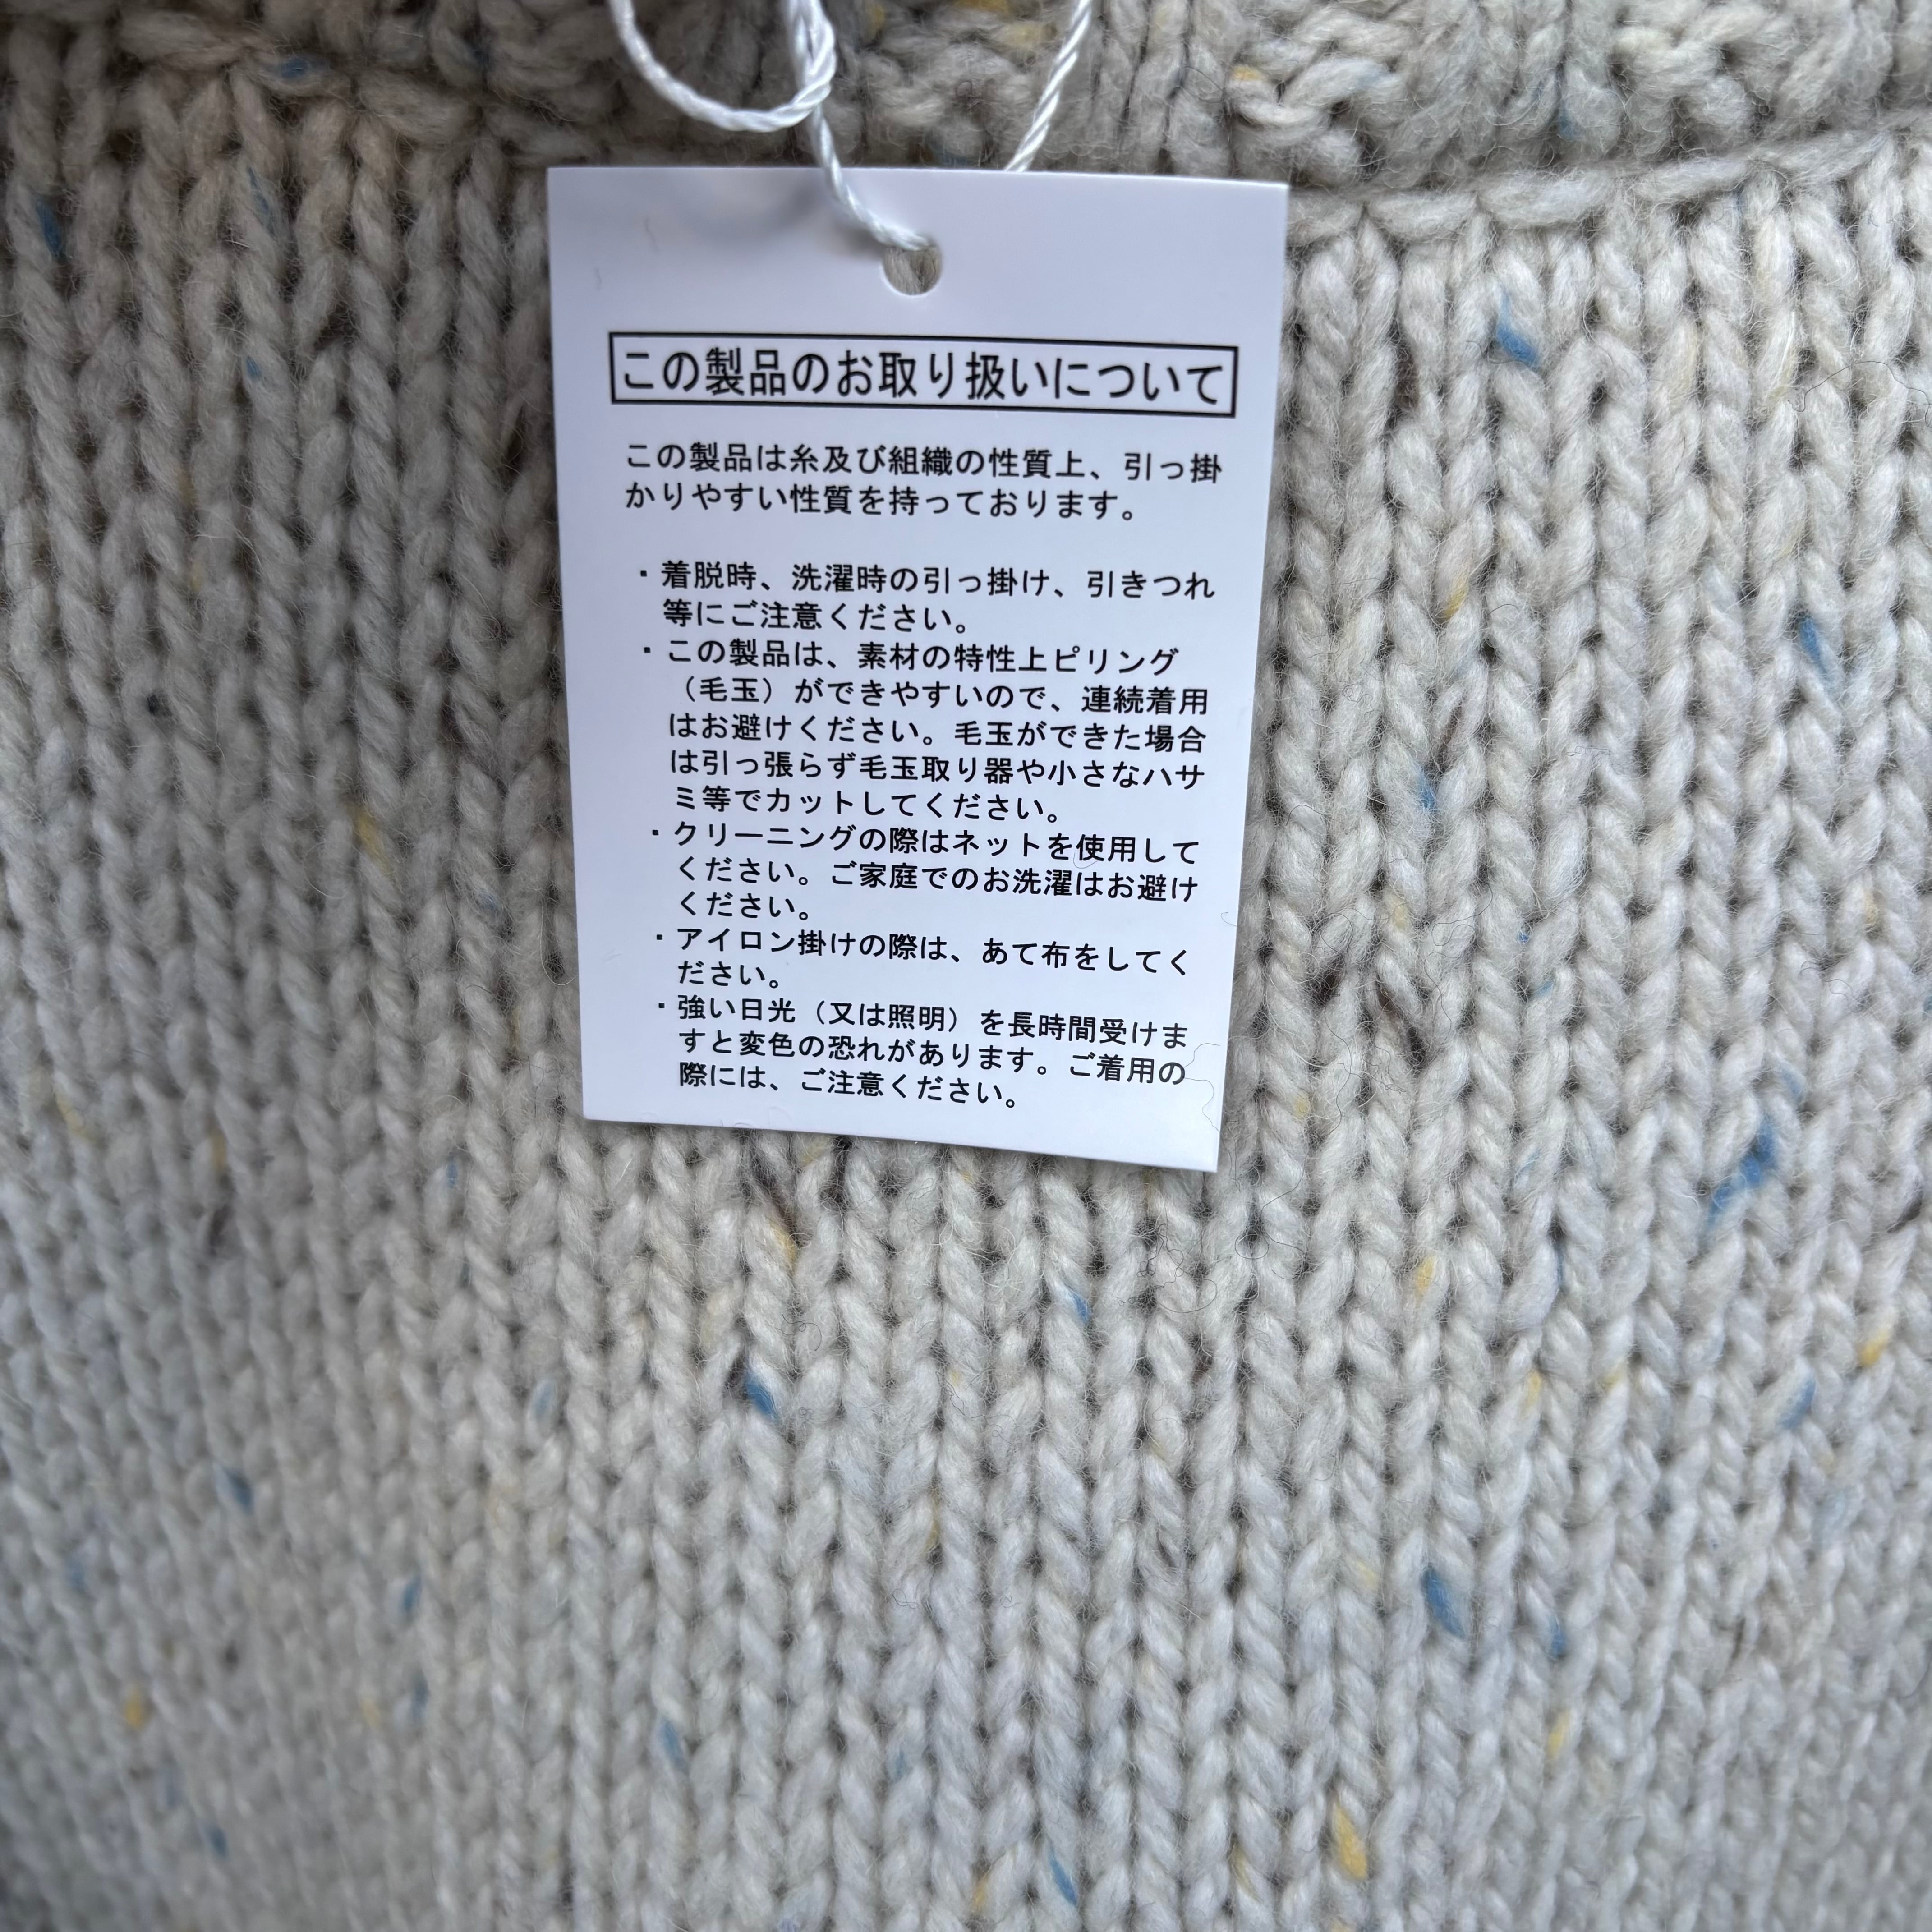 この製品のお取り扱いについて
この製品は糸及び組織の性質上、引っ掛
かりやすい性質を持っております。
・着脱時、洗濯時の引っ掛け、引きつれ
等にご注意ください。
・この製品は、素材の特性上ピリング
（毛玉）ができやすいので、連続着用
はお避けください。毛玉ができた場合
は引っ張らず毛玉取り器や小さなハサ
ミ等でカットしてください。
・クリーニングの際はネットを使用して
ください。ご家庭でのお洗濯はお避け
ください。
・アイロン掛けの際は、あて布をしてく
ださい。
・強い日光（又は照明）を長時間受けま
すと変色の恐れがあります。ご着用の
際には、ご注意ください。